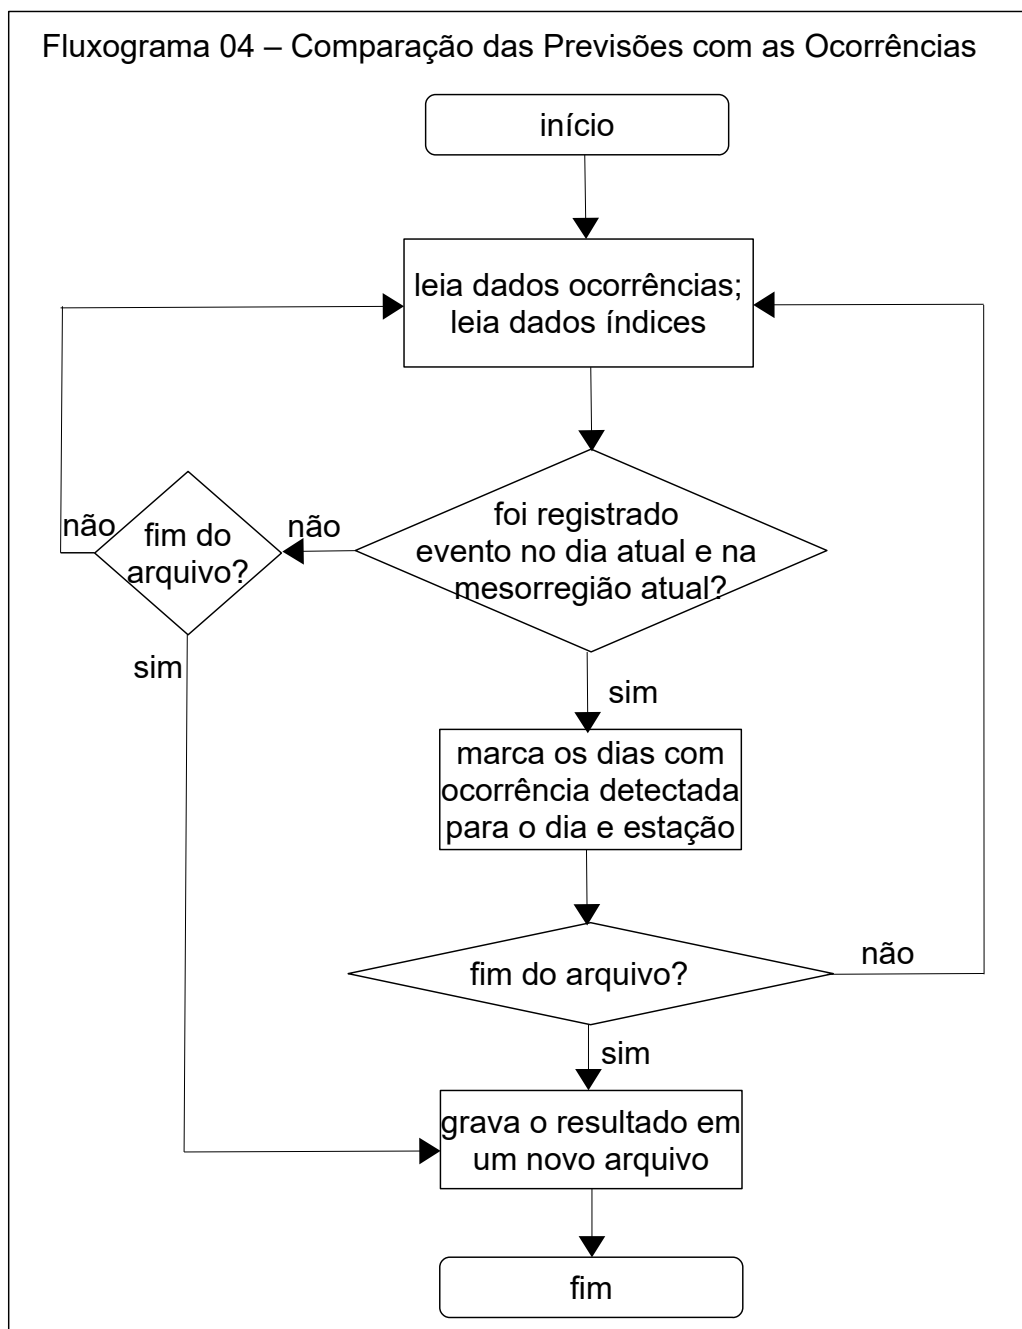 Fluxograma 04 – Comparação das Previsões com as Ocorrências
início
leia dados ocorrências;
leia dados índices
foi registrado
evento no dia atual e na
mesorregião atual?
não
fim do
arquivo?
não
sim
sim
marca os dias com
ocorrência detectada
para o dia e estação
fim do arquivo?
não
sim
grava o resultado em
um novo arquivo
fim